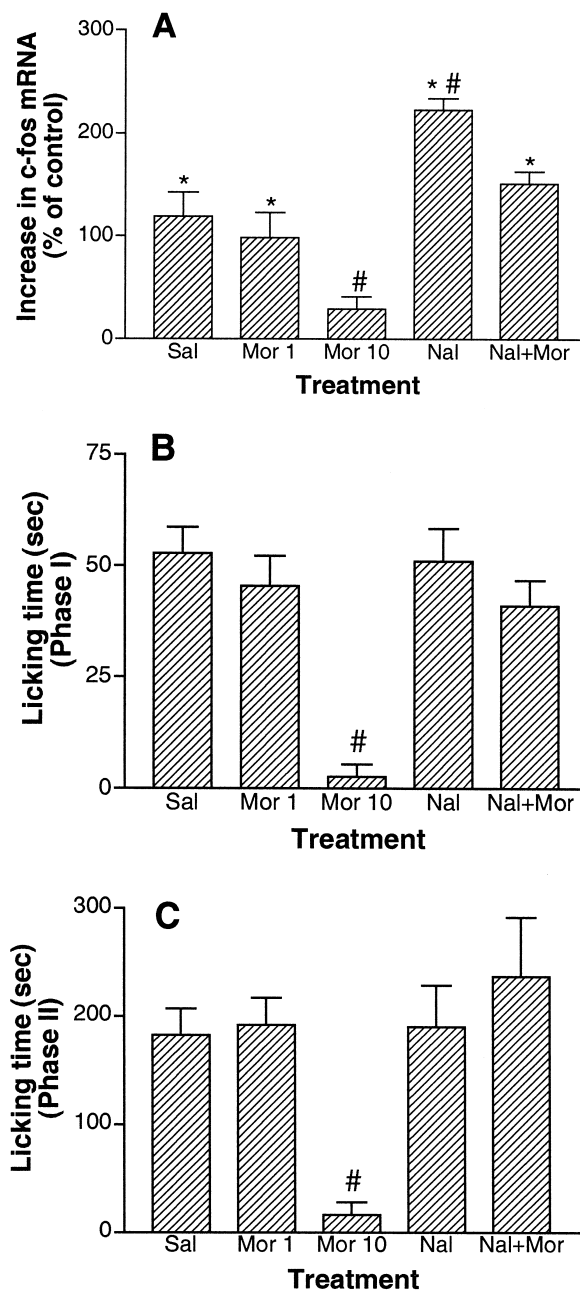 A
Increase in c-fos mRNA
(% of control)
300
200
100
0
*
*
#
* #
*
Sal Mor 1 Mor 10 Nal Nal+Mor
Treatment
B
Licking time (sec)
(Phase I)
75
50
25
0
#
Sal Mor 1 Mor 10 Nal Nal+Mor
Treatment
C
Licking time (sec)
(Phase II)
300
200
100
0
#
Sal Mor 1 Mor 10 Nal Nal+Mor
Treatment